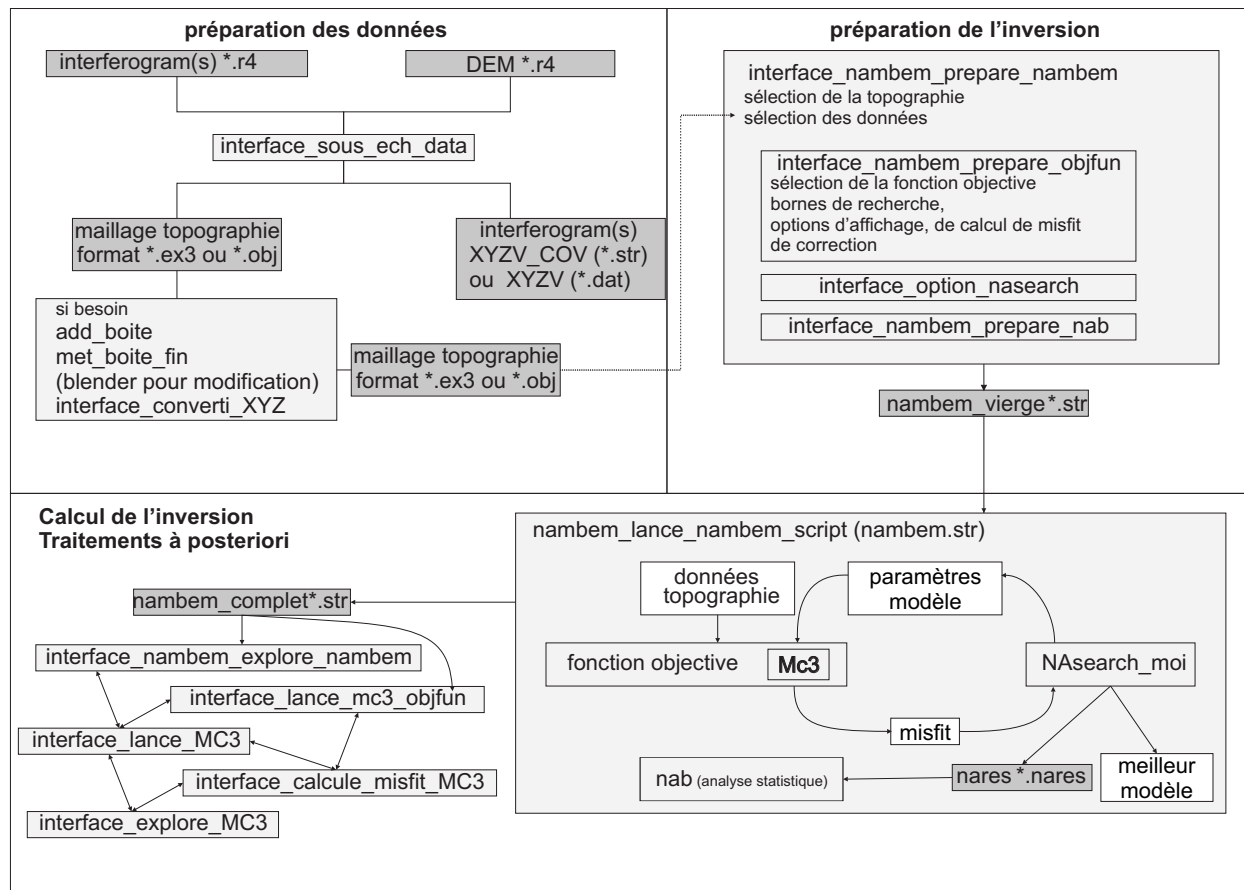 préparation des données
interferogram(s) *.r4
DEM *.r4
interface_sous_ech_data
maillage topographie
format *.ex3 ou *.obj
interferogram(s)
XYZV_COV (*.str)
ou XYZV (*.dat)
si besoin
add_boite
met_boite_fin
(blender pour modification)
interface_converti_XYZ
maillage topographie
format *.ex3 ou *.obj
préparation de l’inversion
interface_nambem_prepare_nambem
sélection de la topographie
sélection des données
interface_nambem_prepare_objfun
sélection de la fonction objective
bornes de recherche,
options d’affichage, de calcul de misfit
de correction
interface_option_nasearch
interface_nambem_prepare_nab
nambem_vierge*.str
Calcul de l’inversion
Traitements à posteriori
nambem_complet*.str
interface_nambem_explore_nambem
interface_lance_mc3_objfun
interface_lance_MC3
interface_calcule_misfit_MC3
interface_explore_MC3
nambem_lance_nambem_script (nambem.str)
données
topographie
paramètres
modèle
fonction objective
Mc3
NAsearch_moi
misfit
nab (analyse statistique)
nares *.nares
meilleur
modèle